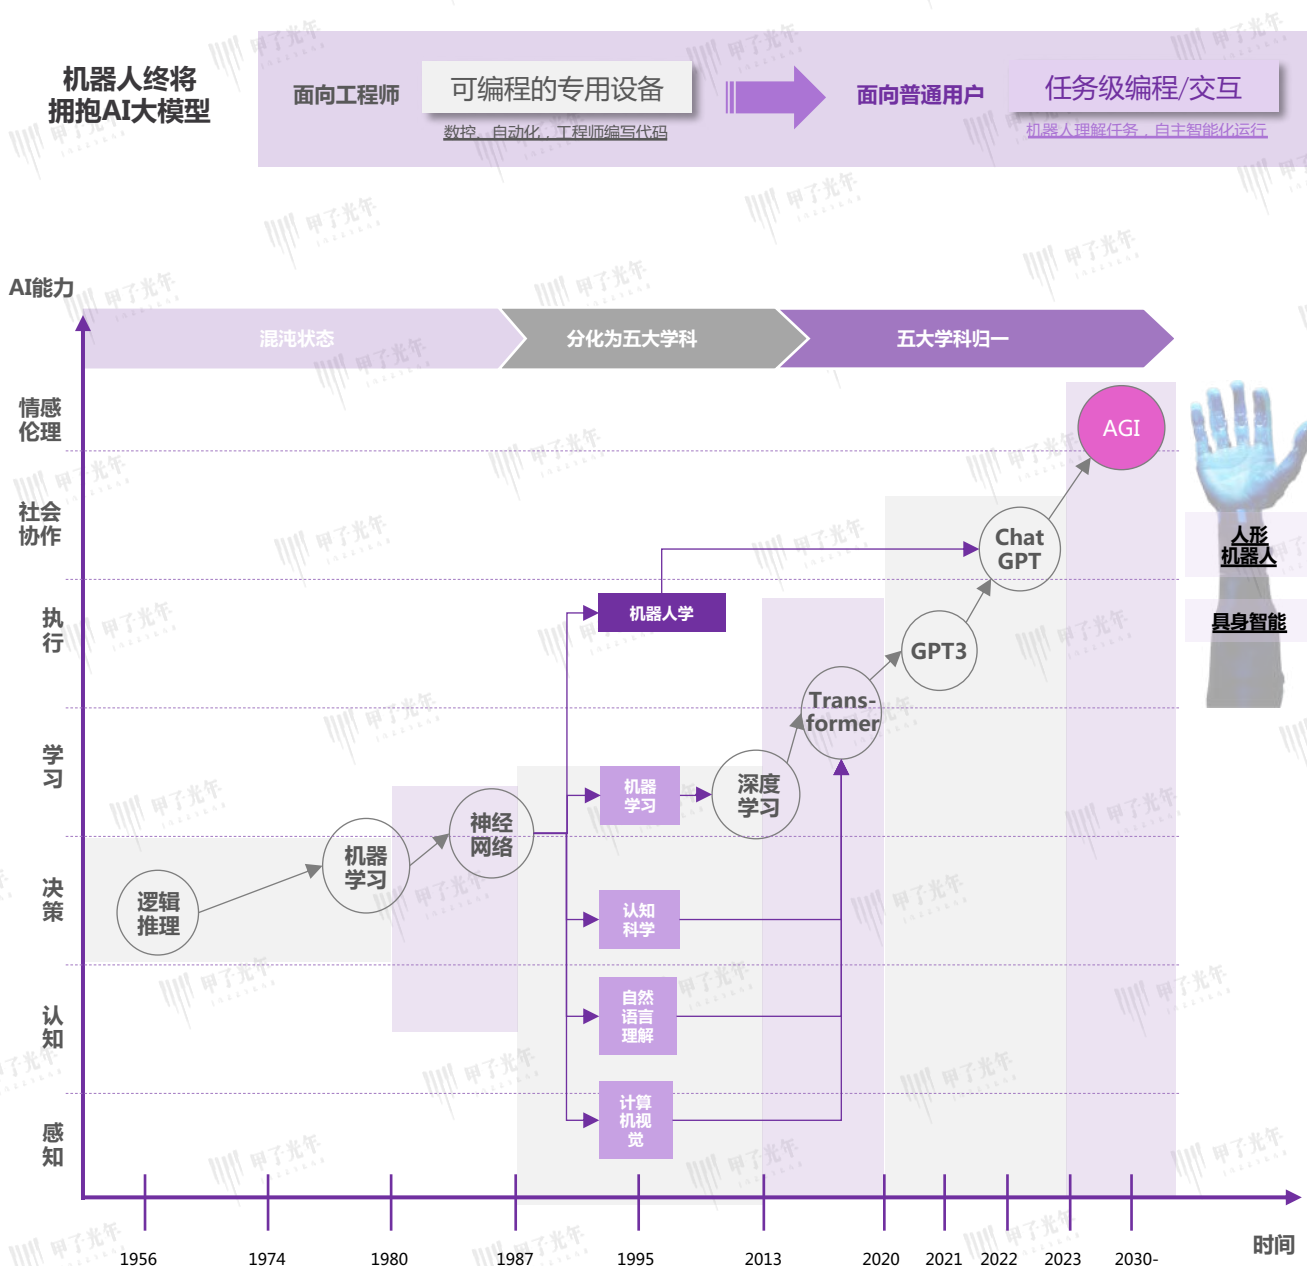 机器人终将
拥抱AI大模型
面向工程师
可编程的专用设备
数控、自动化，工程师编写代码
面向普通用户
任务级编程/交互
机器人理解任务，自主智能化运行
AI能力
混沌状态
分化为五大学科
五大学科归一
情感
伦理
社会
协作
执
行
学
习
决
策
认
知
感
知
AGI
Chat
GPT
GPT3
Trans-
former
深度
学习
机器人学
机器
学习
认知
科学
自然
语言
理解
计算
机视
觉
神经
网络
机器
学习
逻辑
推理
人形
机器人
具身智能
1956
1974
1980
1987
1995
2013
2020
2021
2022
2023
2030-
时间
甲子光年